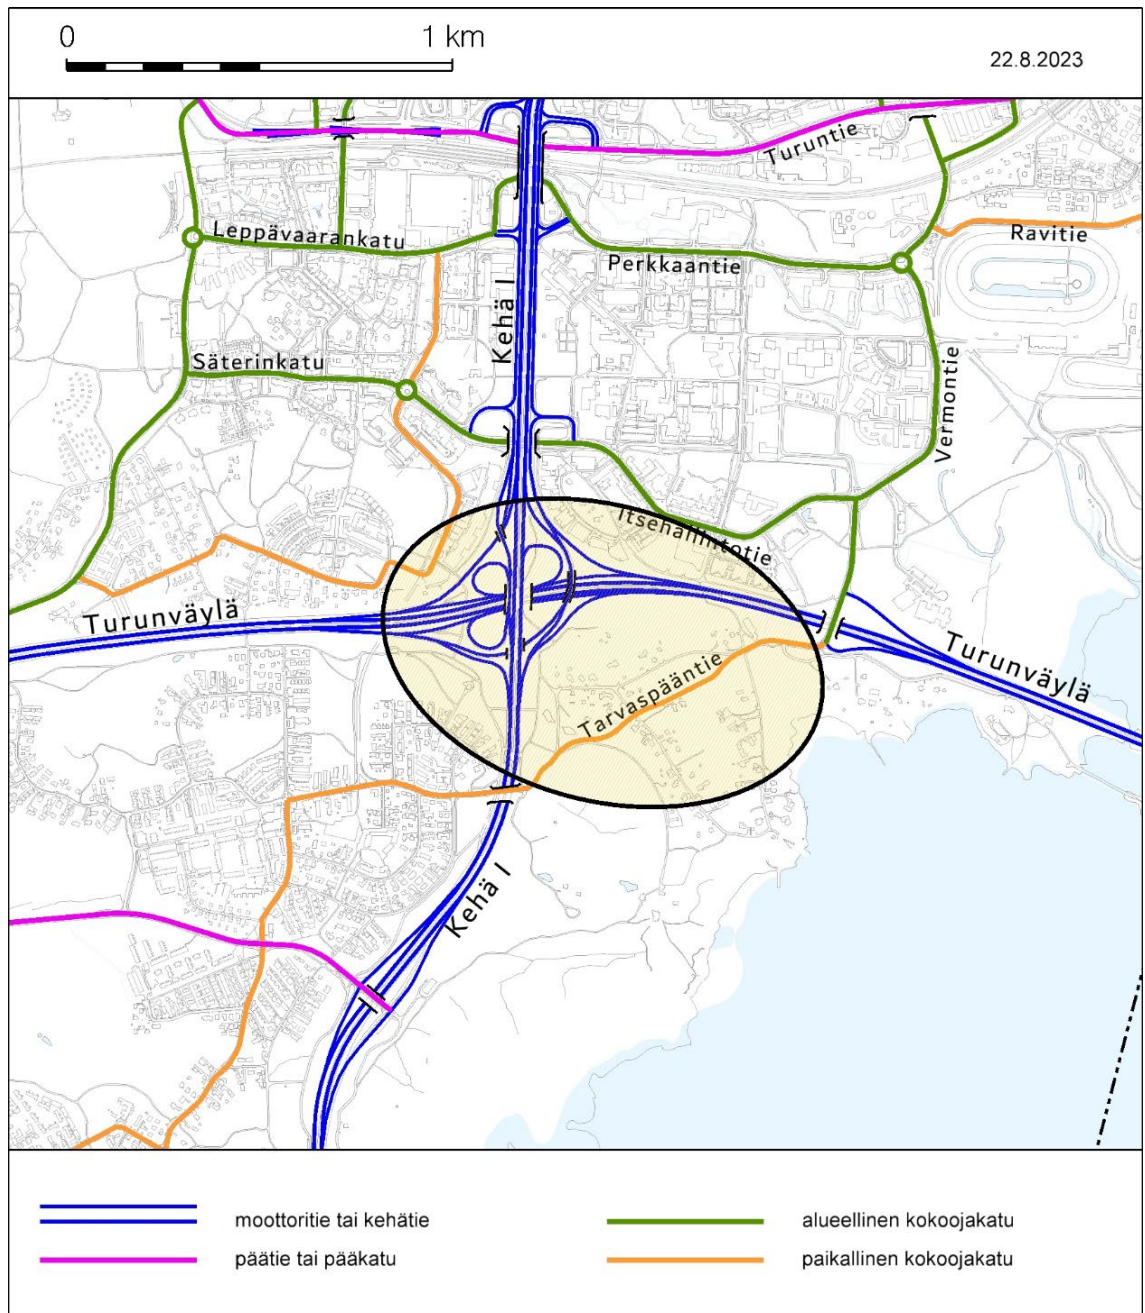 0 1 km
22.8.2023
Turuntie
Leppävaarankatu
Ravitie
Perkkaantie
Kehä I
Säterinkatu
Vermontie
Itsehallintotie
Turunväylä
Turunväylä
Tarvaspääntie
Kehä I
moottoritie tai kehätie
alueellinen kokoojakatu
päätie tai pääkatu
paikallinen kokoojakatu